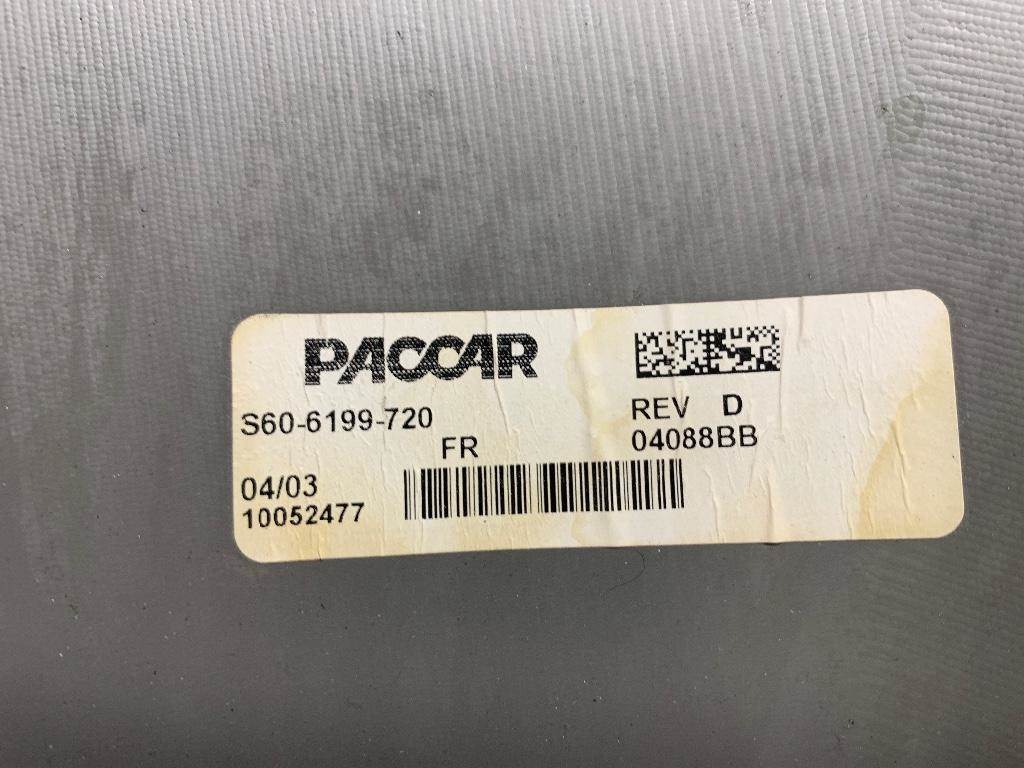 PACCAR
S60-6199-720
REV D
FR
04088BB
04/03
10052477